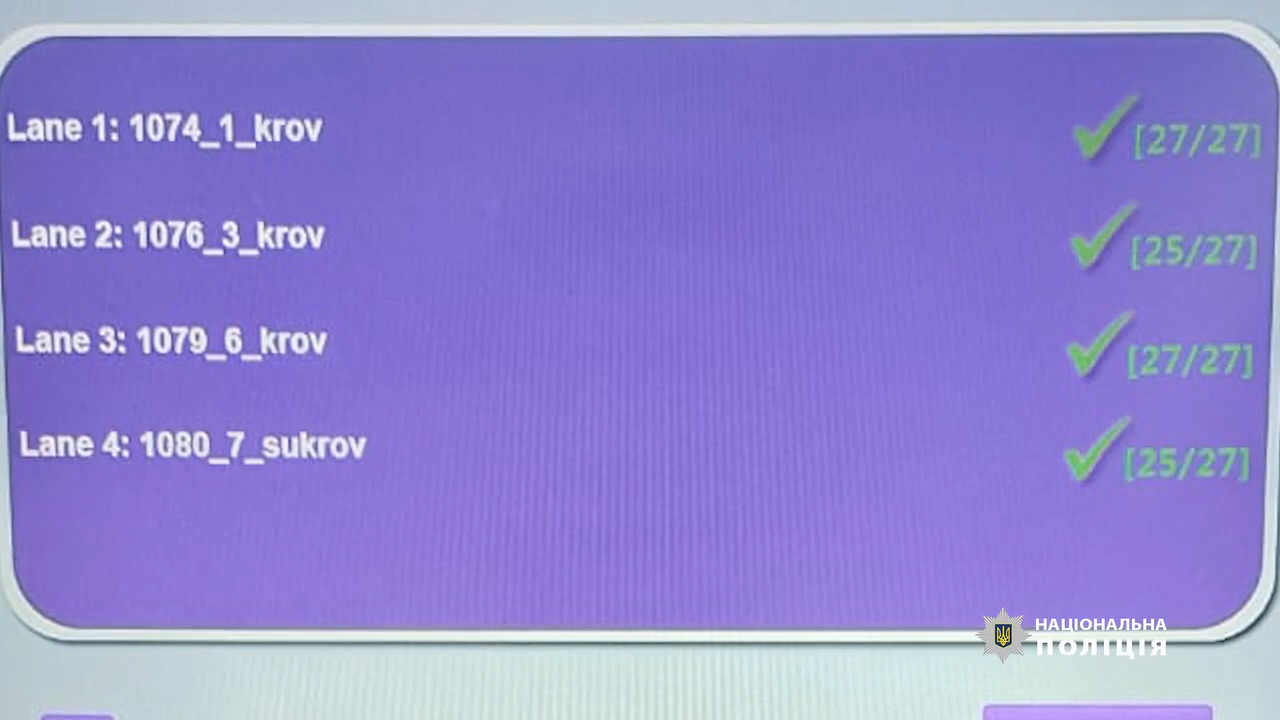 Lane 1: 1074_1_krov [27/27]
Lane 2: 1076_3_krov [25/27]
Lane 3: 1079_6_krov [27/27]
Lane 4: 1080_7_sukrov [25/27]
НАЦІОНАЛЬНА
ПОЛІЦІЯ